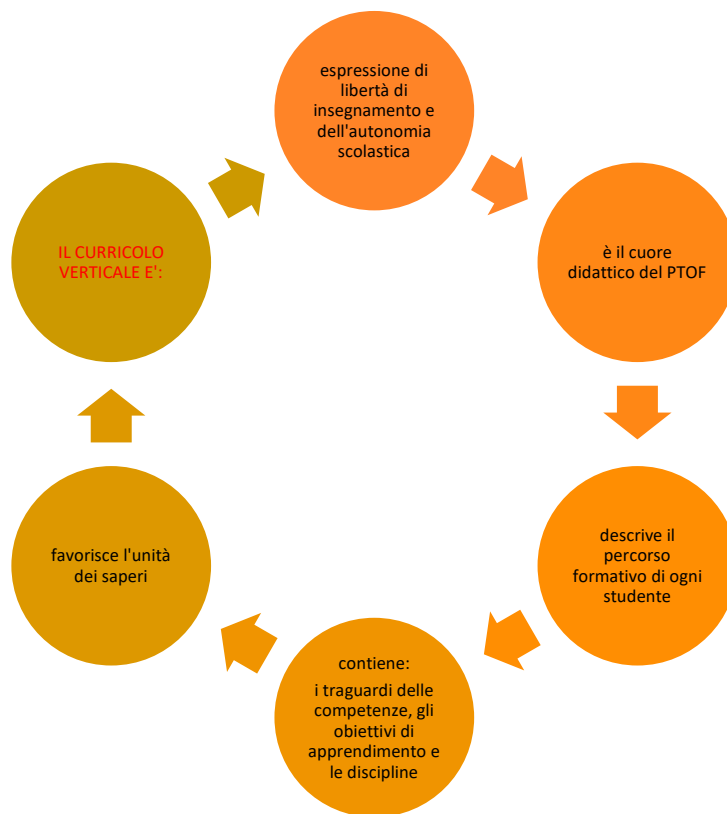 IL CURRICOLO
VERTICALE E':
espressione di
libertà di
insegnamento e
dell'autonomia
scolastica
è il cuore
didattico del PTOF
descrive il
percorso
formativo di ogni
studente
contiene:
i traguardi delle
competenze, gli
obiettivi di
apprendimento e
le discipline
favorisce l'unità
dei saperi